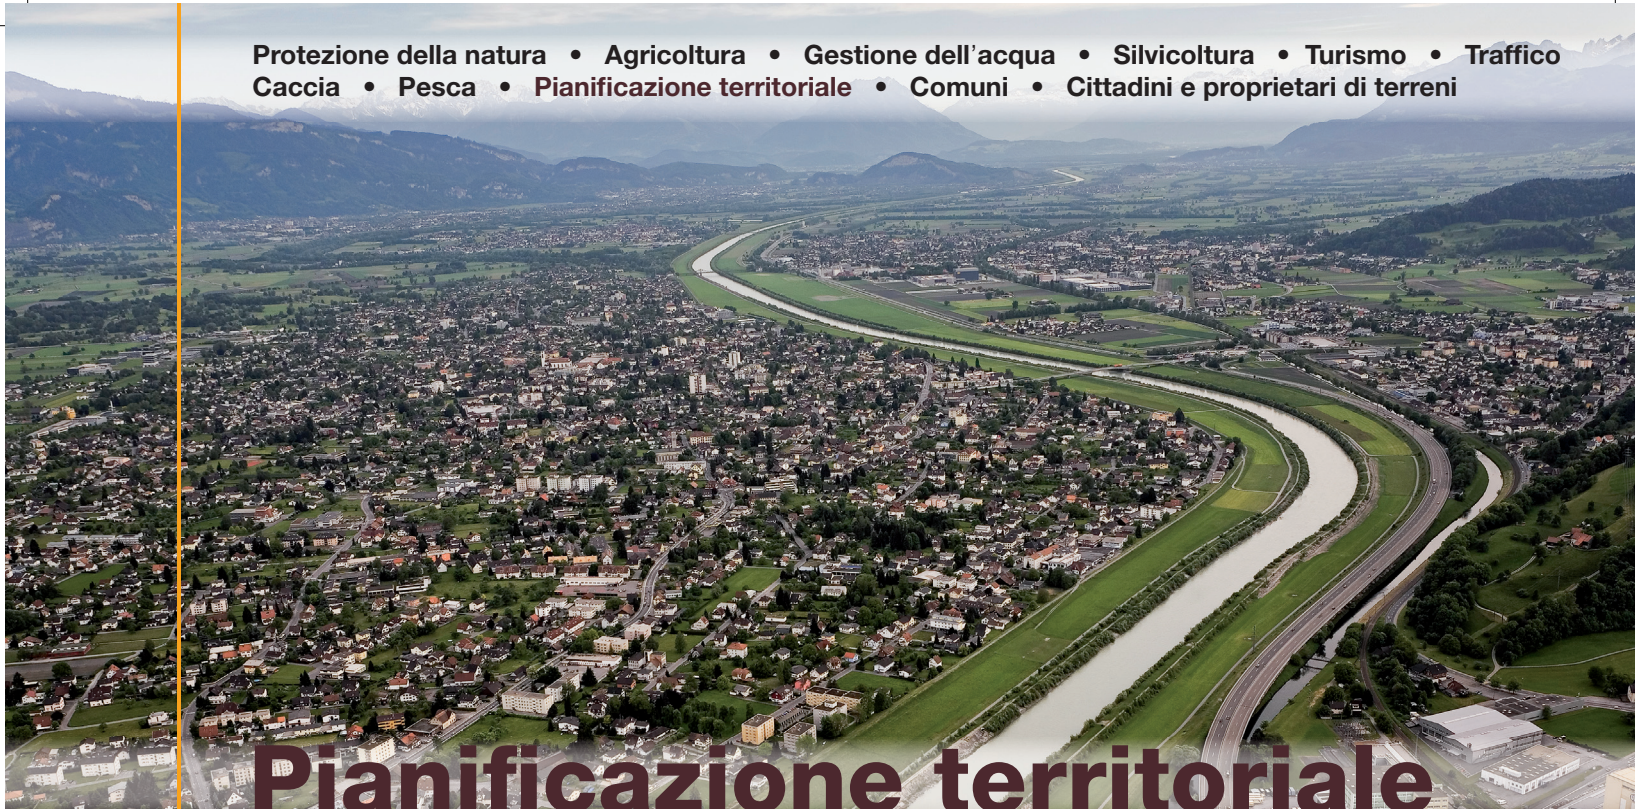 Protezione della natura • Agricoltura • Gestione dell'acqua • Silvicoltura • Turismo • Traffico
Caccia • Pesca • Pianificazione territoriale • Comuni • Cittadini e proprietari di terreni
Pianificazione territoriale